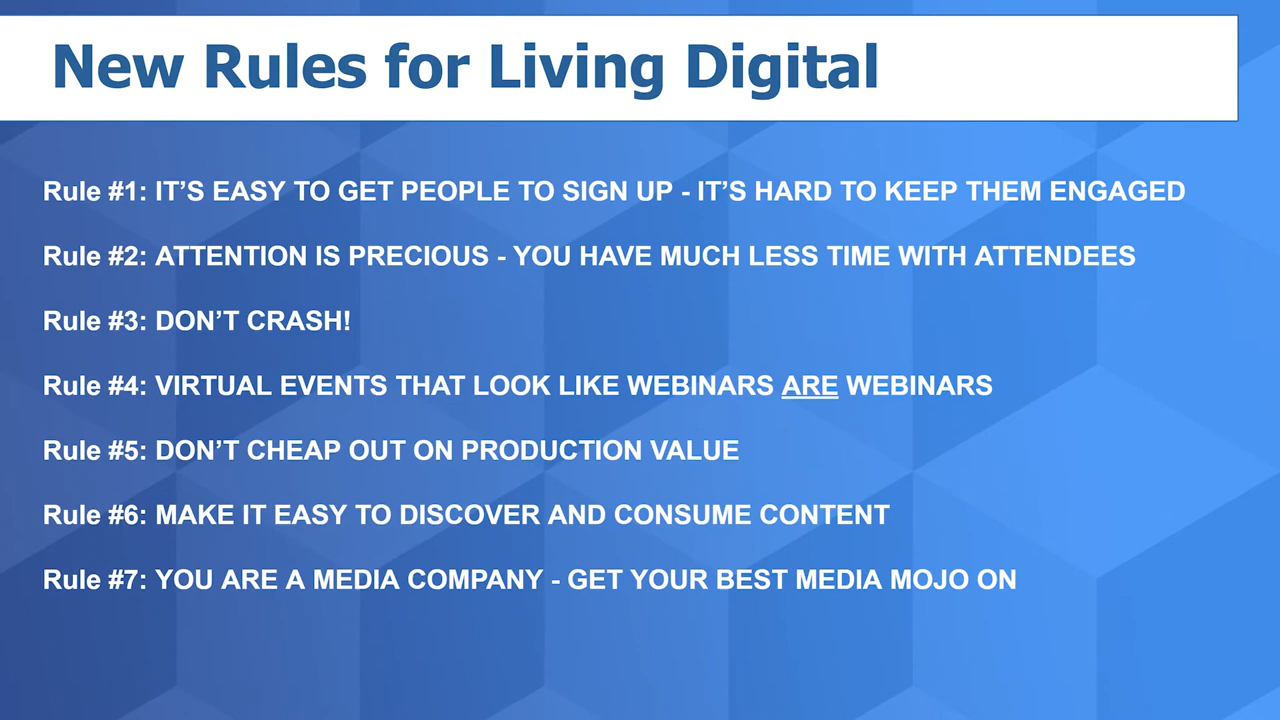 New Rules for Living Digital
Rule #1: IT’S EASY TO GET PEOPLE TO SIGN UP - IT’S HARD TO KEEP THEM ENGAGED
Rule #2: ATTENTION IS PRECIOUS - YOU HAVE MUCH LESS TIME WITH ATTENDEES
Rule #3: DON’T CRASH!
Rule #4: VIRTUAL EVENTS THAT LOOK LIKE WEBINARS ARE WEBINARS
Rule #5: DON’T CHEAP OUT ON PRODUCTION VALUE
Rule #6: MAKE IT EASY TO DISCOVER AND CONSUME CONTENT
Rule #7: YOU ARE A MEDIA COMPANY - GET YOUR BEST MEDIA MOJO ON